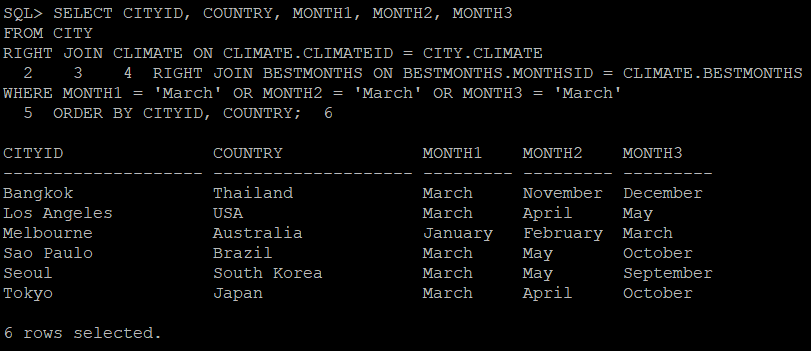 SQL> SELECT CITYID, COUNTRY, MONTH1, MONTH2, MONTH3
FROM CITY
RIGHT JOIN CLIMATE ON CLIMATE.CLIMATEID = CITY.CLIMATE
  2    3    4  RIGHT JOIN BESTMONTHS ON BESTMONTHS.MONTHSID = CLIMATE.BESTMONTHS
WHERE MONTH1 = 'March' OR MONTH2 = 'March' OR MONTH3 = 'March'
  5  ORDER BY CITYID, COUNTRY;  6
CITYID               COUNTRY              MONTH1    MONTH2    MONTH3
-------------------- -------------------- --------- --------- ---------
Bangkok              Thailand             March     November  December
Los Angeles          USA                  March     April     May
Melbourne            Australia            January   February  March
Sao Paulo            Brazil               March     May       October
Seoul                South Korea          March     May       September
Tokyo                Japan                March     April     October
6 rows selected.